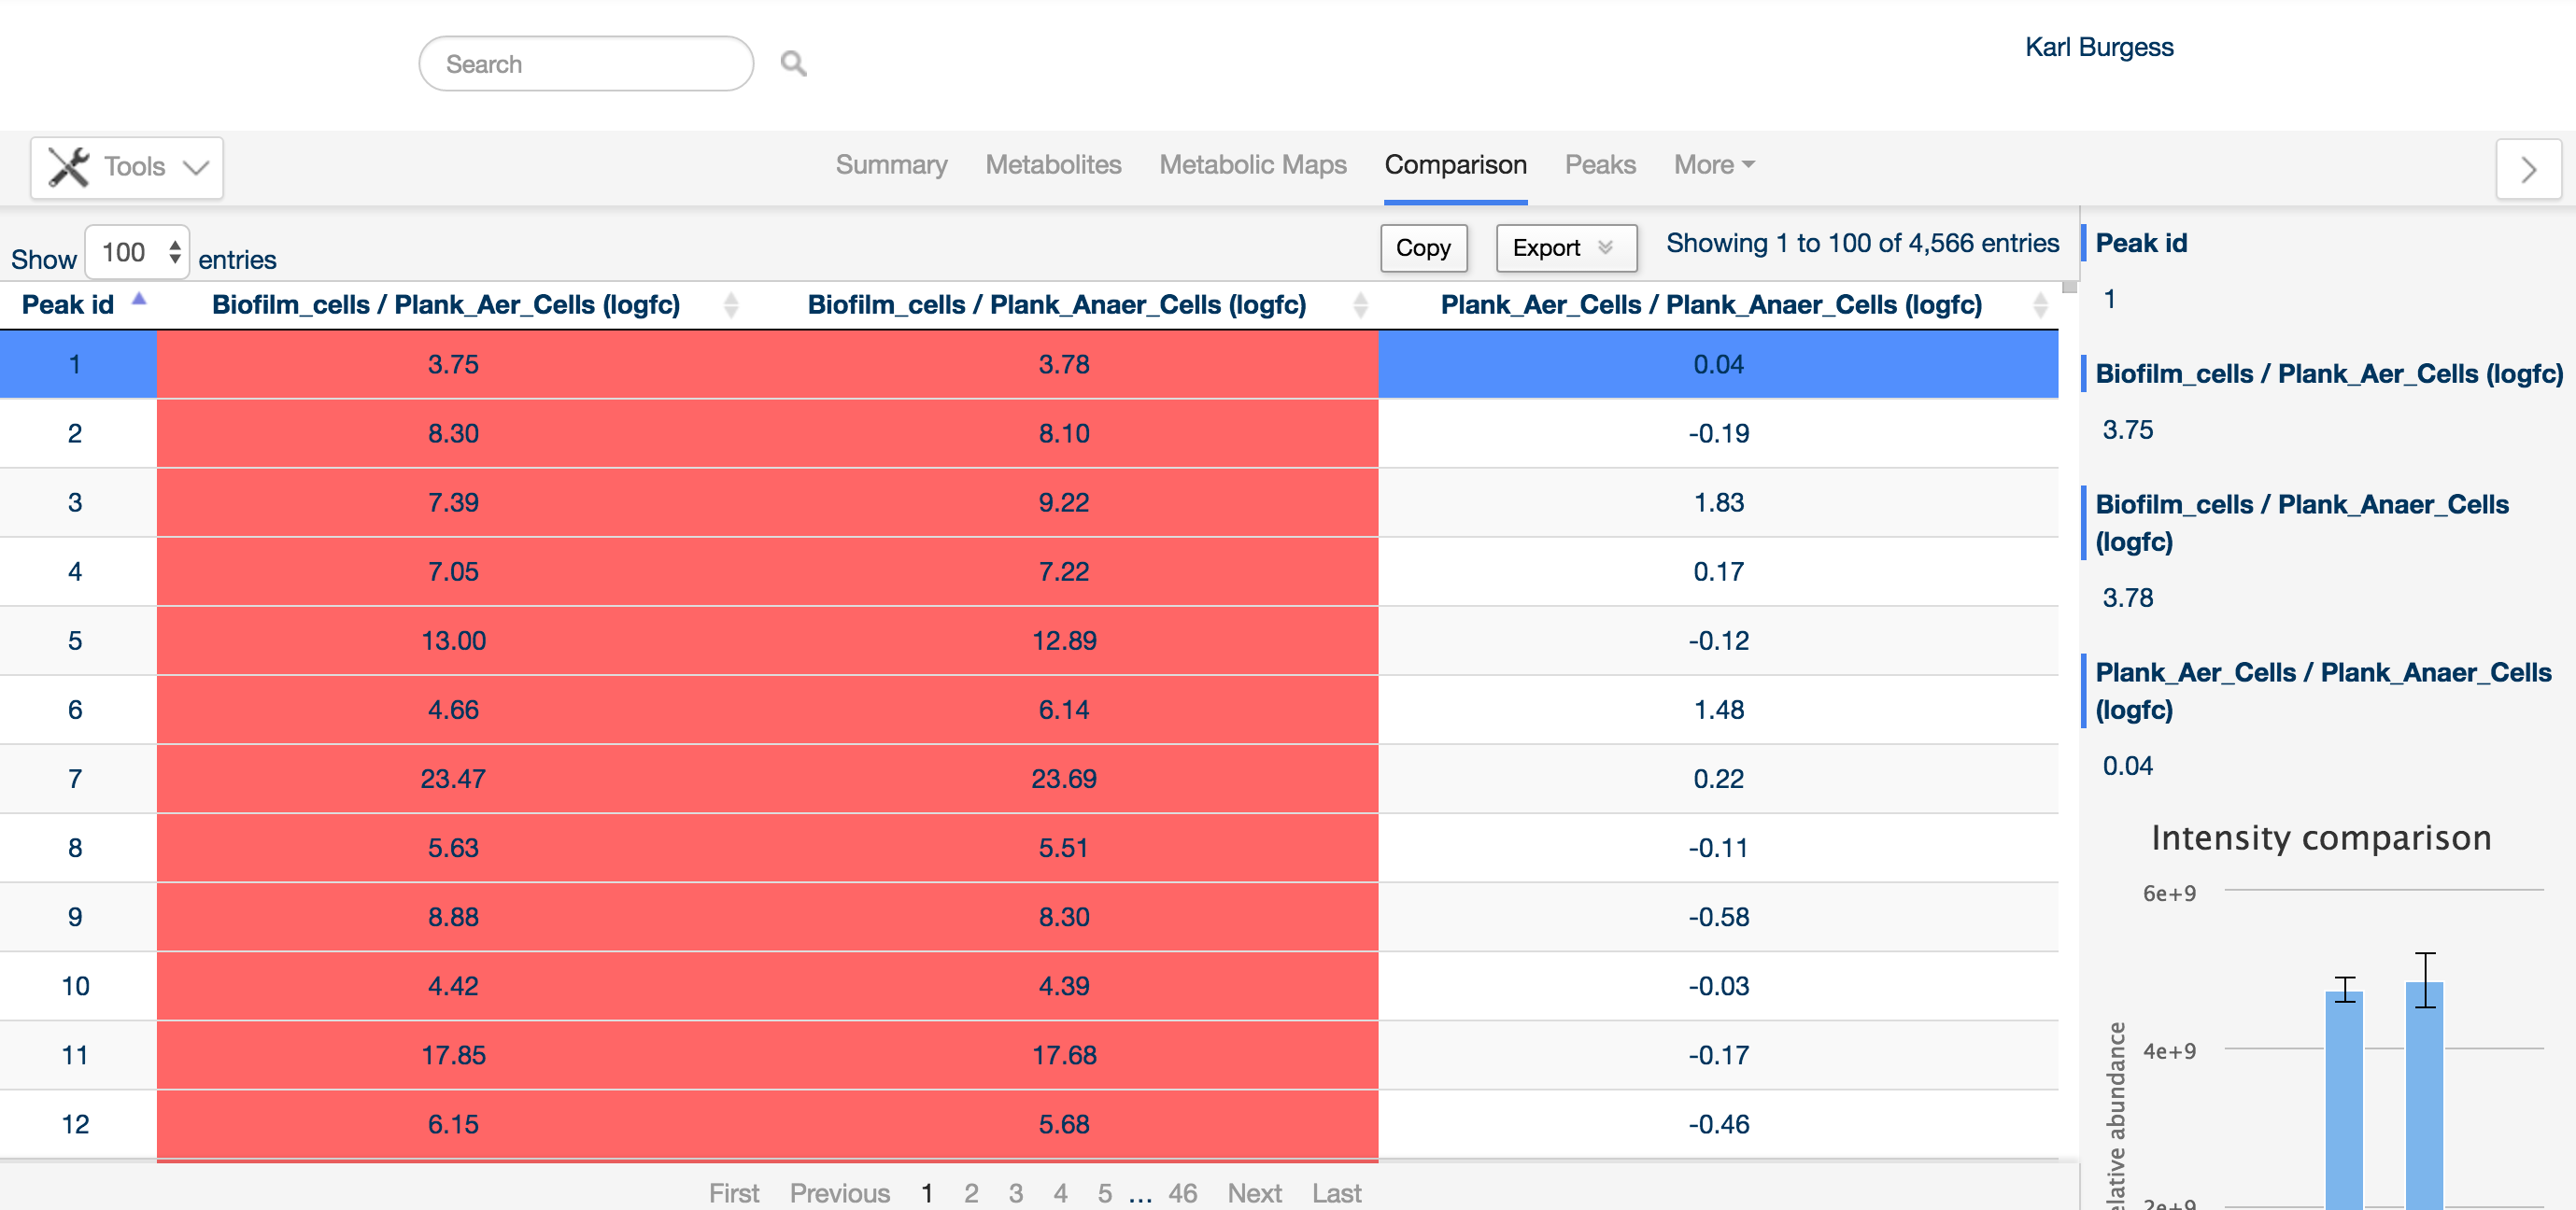 Search
Karl Burgess
Tools
Summary Metabolites Metabolic Maps Comparison Peaks More
Show 100 entries
Copy Export Showing 1 to 100 of 4,566 entries
Peak id Biofilm_cells / Plank_Aer_Cells (logfc) Biofilm_cells / Plank_Anaer_Cells (logfc) Plank_Aer_Cells / Plank_Anaer_Cells (logfc)
1 3.75 3.78 0.04
2 8.30 8.10 -0.19
3 7.39 9.22 1.83
4 7.05 7.22 0.17
5 13.00 12.89 -0.12
6 4.66 6.14 1.48
7 23.47 23.69 0.22
8 5.63 5.51 -0.11
9 8.88 8.30 -0.58
10 4.42 4.39 -0.03
11 17.85 17.68 -0.17
12 6.15 5.68 -0.46
First Previous 1 2 3 4 5 ... 46 Next Last
Peak id
1
Biofilm_cells / Plank_Aer_Cells (logfc)
3.75
Biofilm_cells / Plank_Anaer_Cells
(logfc)
3.78
Plank_Aer_Cells / Plank_Anaer_Cells
(logfc)
0.04
Intensity comparison
6e+9
4e+9
2e+9
elative abundance